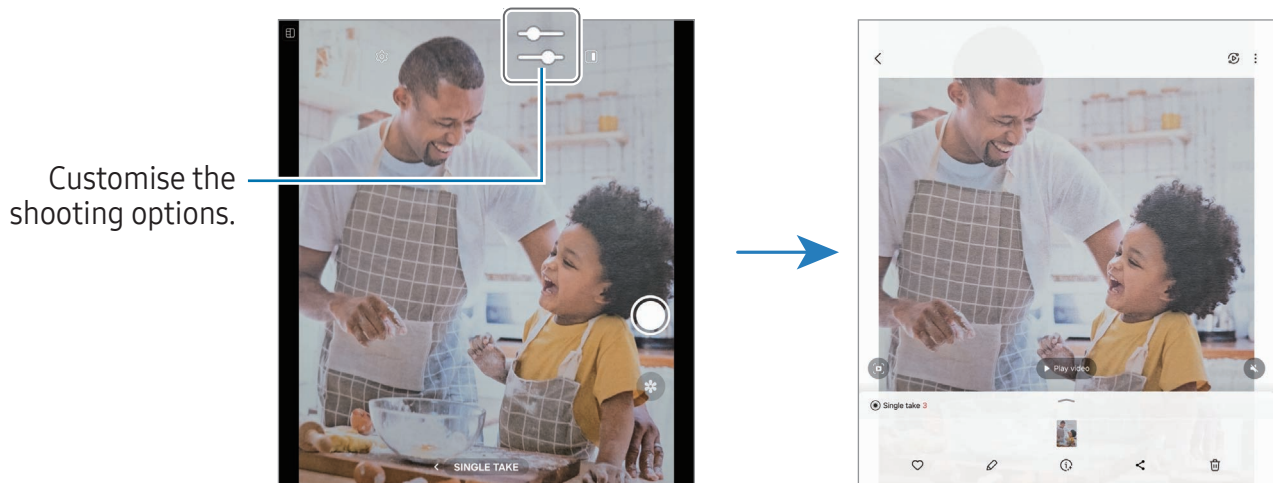 Customise the
shooting options.
SINGLE TAKE
Play video
Single take 3